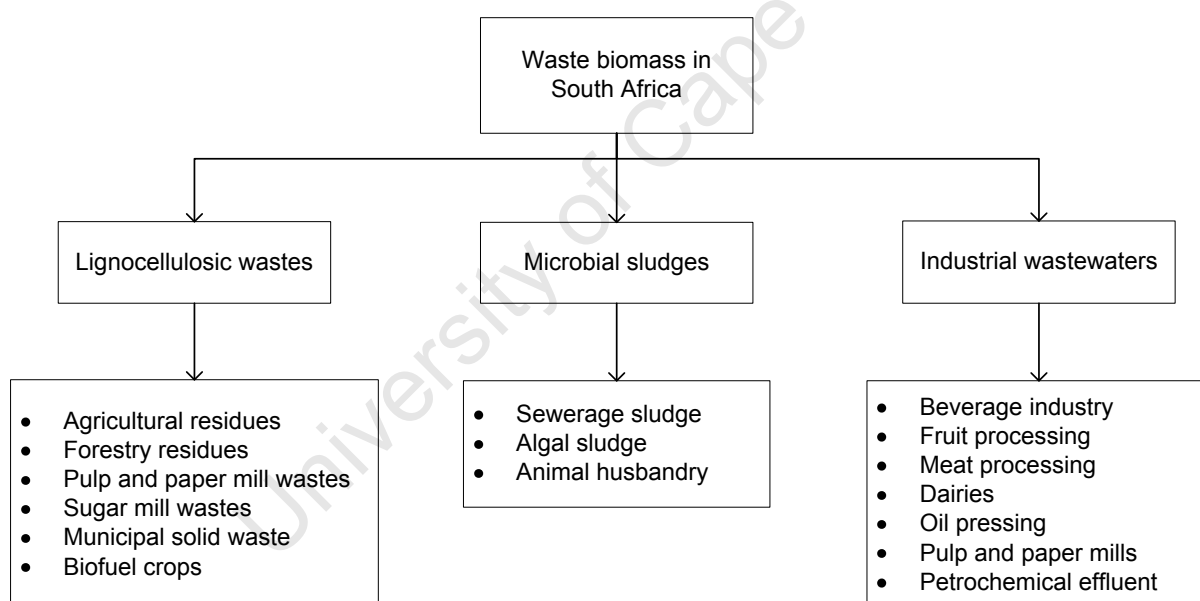 Waste biomass in
South Africa
Lignocellulosic wastes
Microbial sludges
Industrial wastewaters
• Agricultural residues
• Forestry residues
• Pulp and paper mill wastes
• Sugar mill wastes
• Municipal solid waste
• Biofuel crops
• Sewerage sludge
• Algal sludge
• Animal husbandry
• Beverage industry
• Fruit processing
• Meat processing
• Dairies
• Oil pressing
• Pulp and paper mills
• Petrochemical effluent
University of Cape